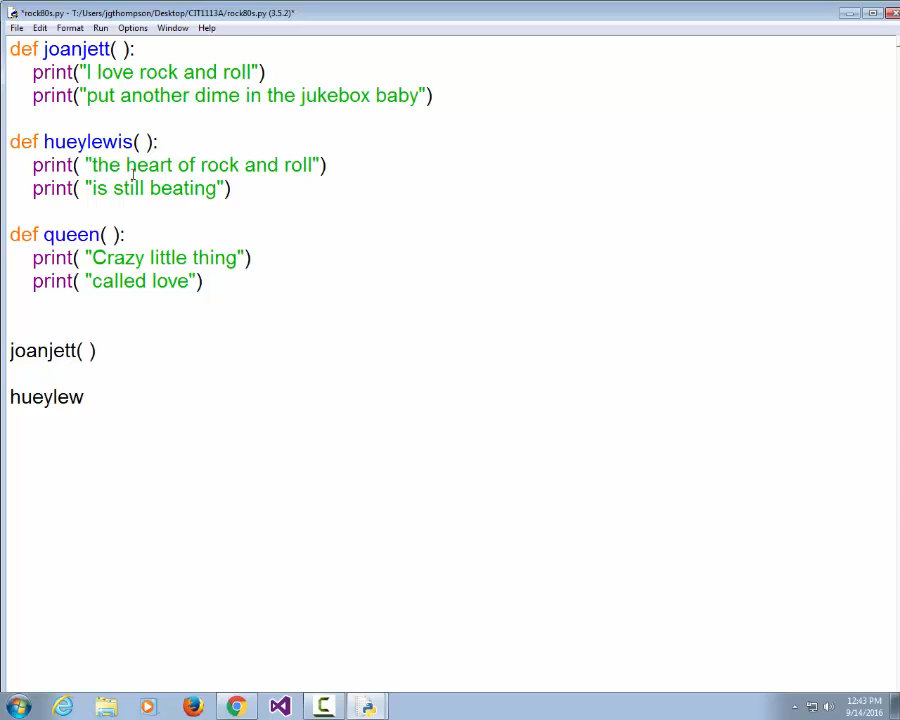 *rock80s.py - T:/Users/jgthompson/Desktop/CIT1113A/rock80s.py (3.5.2)*
File Edit Format Run Options Window Help
def joanjett( ):
print("I love rock and roll")
print("put another dime in the jukebox baby")
def hueylewis( ):
print( "the heart of rock and roll")
print( "is still beating")
def queen( ):
print( "Crazy little thing")
print( "called love")
joanjett( )
hueylew
12:43 PM
9/14/2016